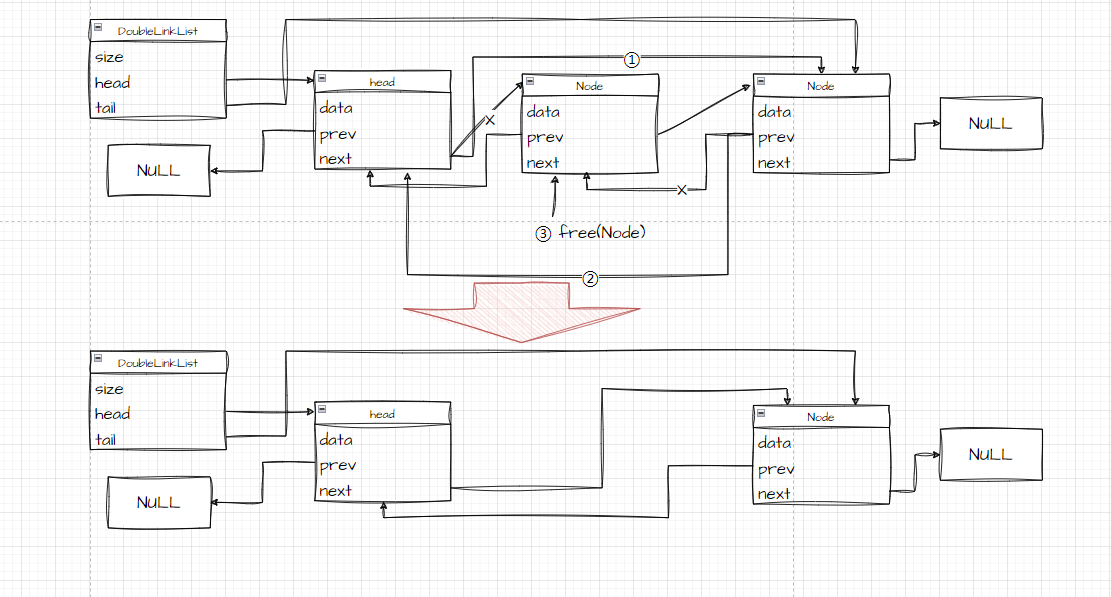 DoubleLinkList
size
head
tail
NULL
head
data
prev
next
①
X
Node
data
prev
next
X
③ free(Node)
②
Node
data
prev
next
NULL
DoubleLinkList
size
head
tail
NULL
head
data
prev
next
Node
data
prev
next
NULL